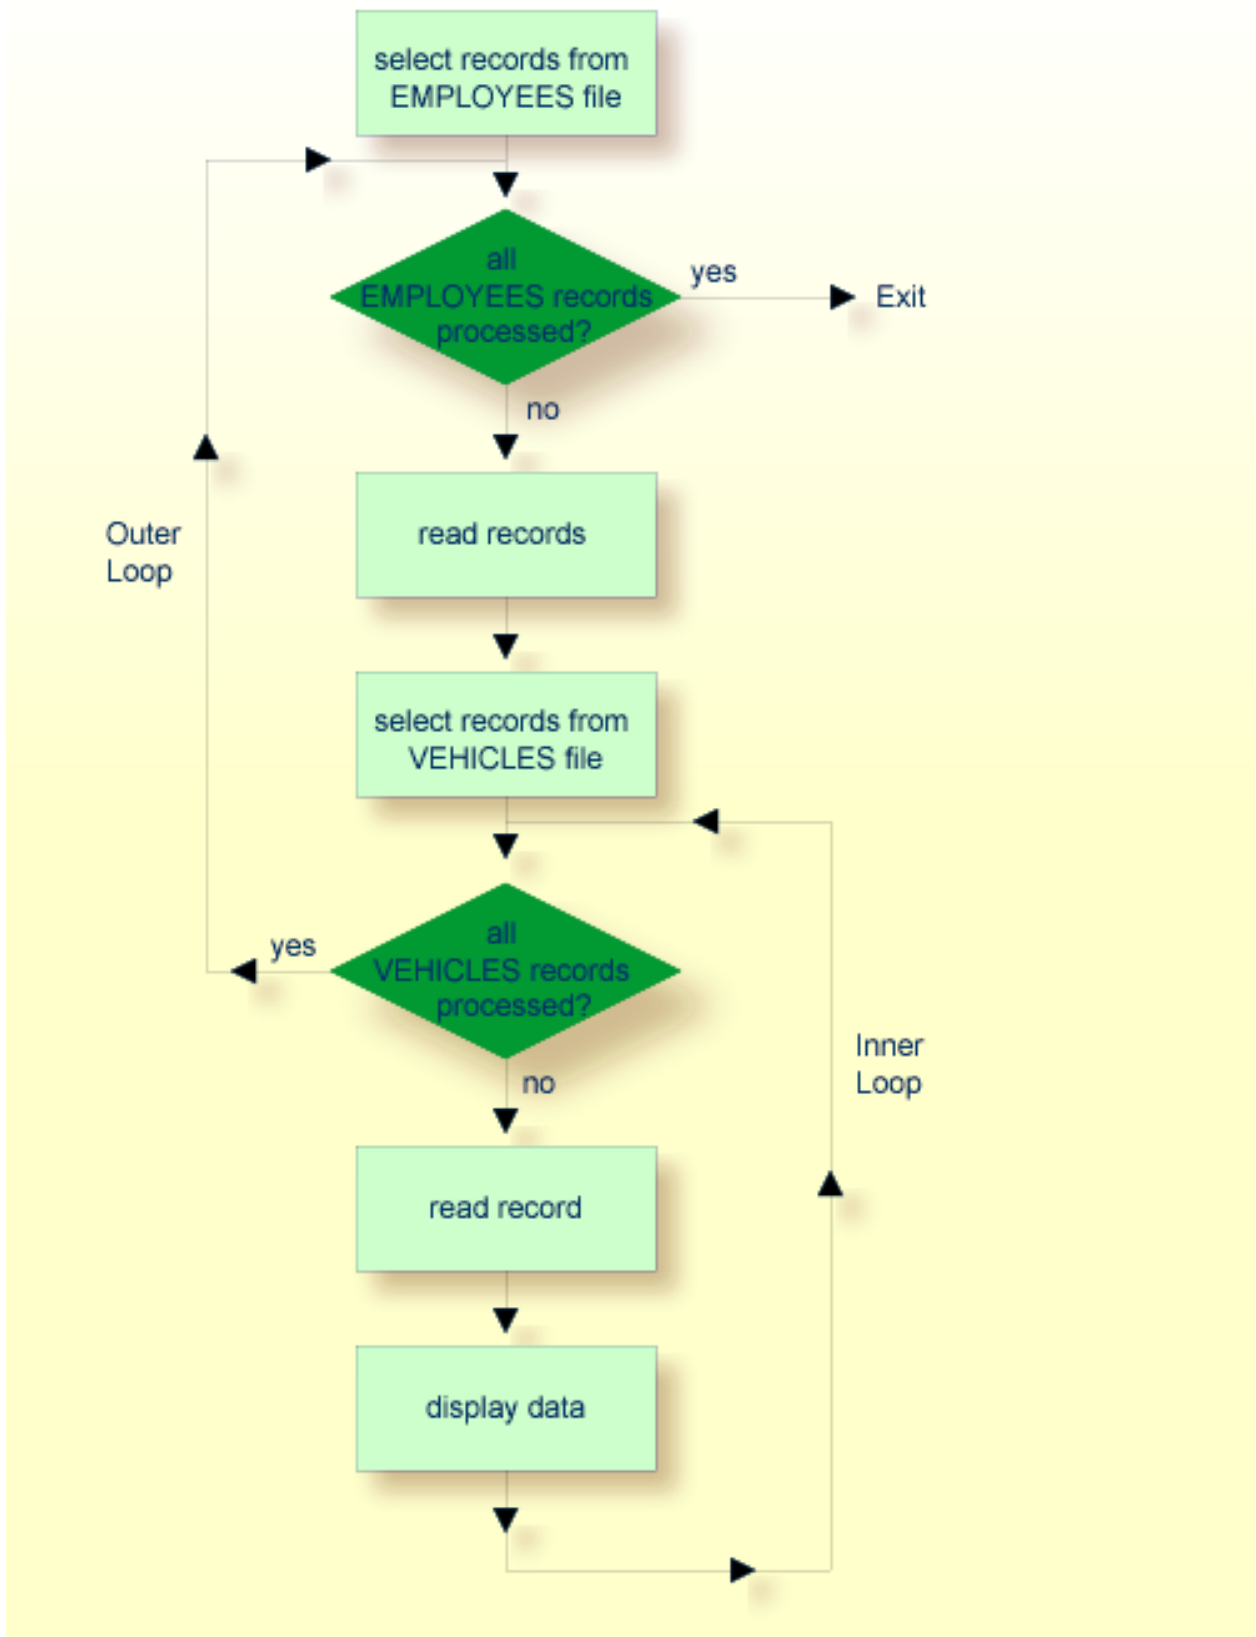 select records from
EMPLOYEES file
all
EMPLOYEES records
processed?
yes
Exit
no
read records
Outer
Loop
select records from
VEHICLES file
all
VEHICLES records
processed?
yes
no
Inner
Loop
read record
display data